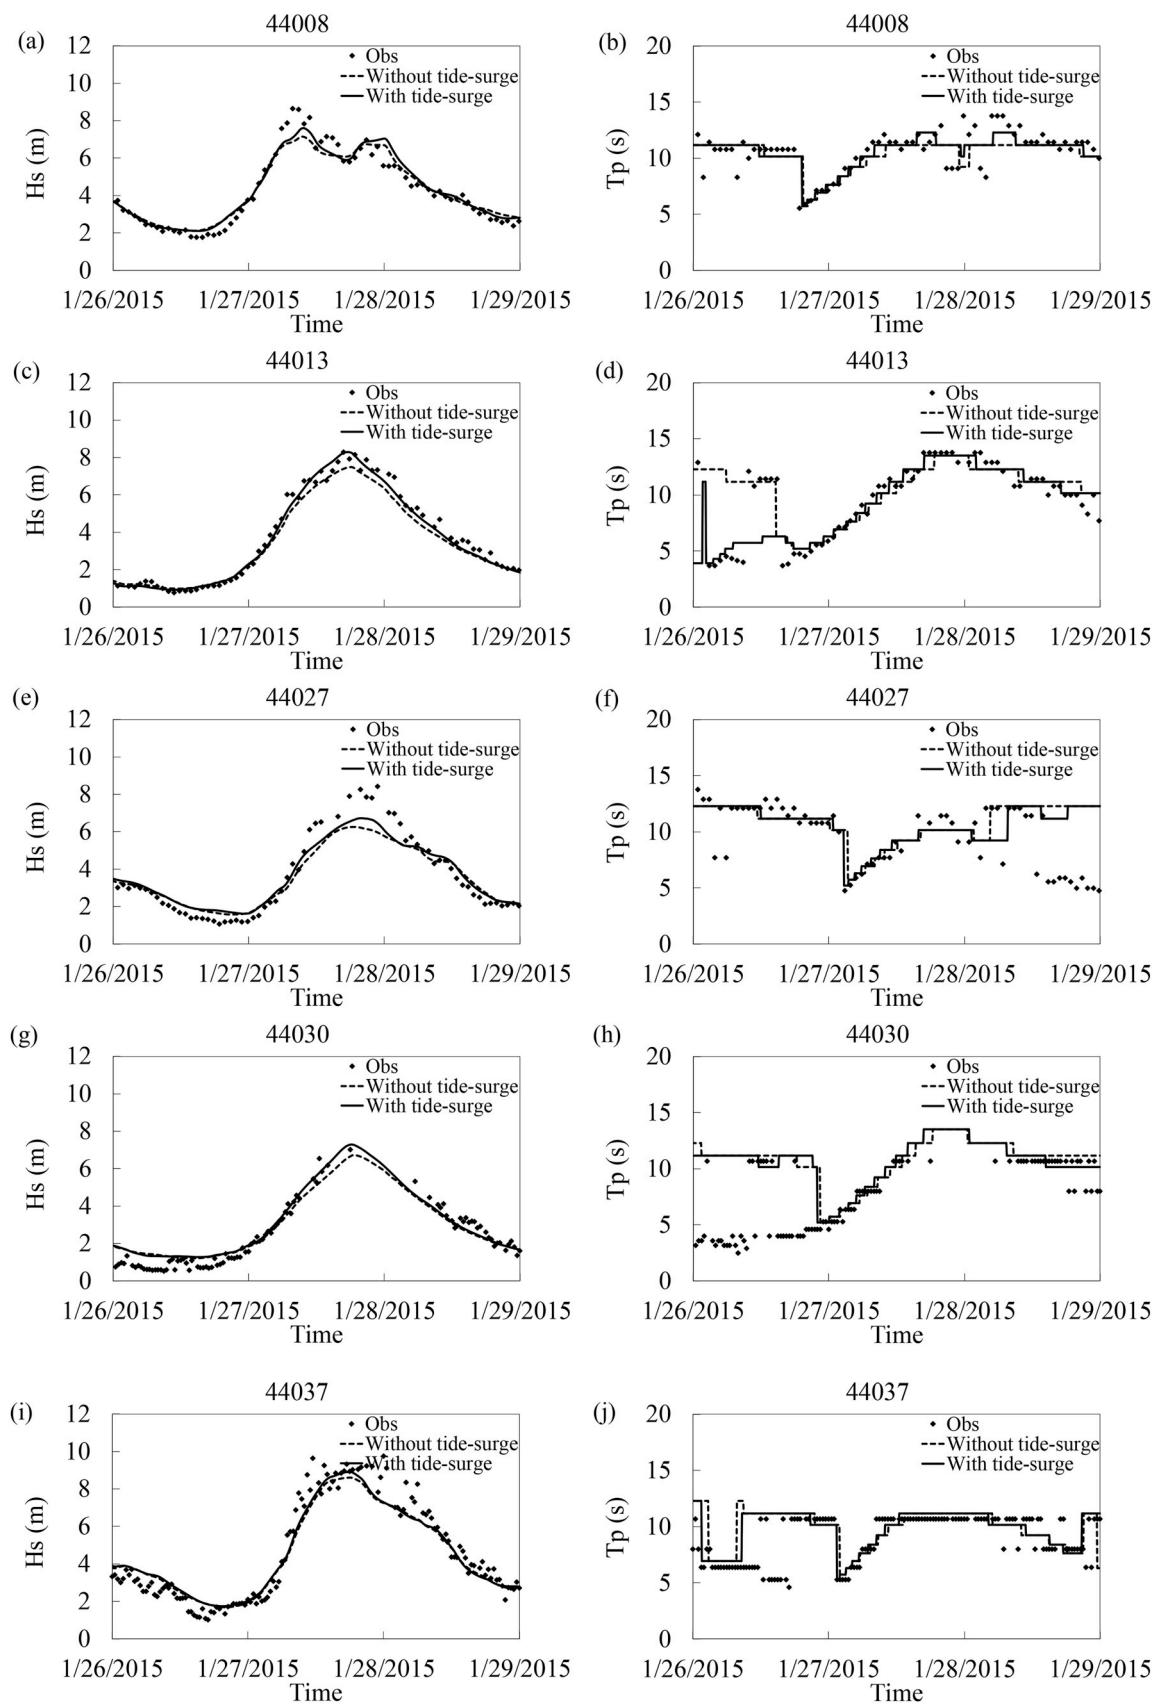 44008
44008
(a)
Hs (m)
12
10
8
6
4
2
0
Obs
Without tide-surge
With tide-surge
1/26/2015 1/27/2015 1/28/2015 1/29/2015
Time
(b)
Tp (s)
20
15
10
5
0
Obs
Without tide-surge
With tide-surge
1/26/2015 1/27/2015 1/28/2015 1/29/2015
Time
44013
44013
(c)
Hs (m)
12
10
8
6
4
2
0
Obs
Without tide-surge
With tide-surge
1/26/2015 1/27/2015 1/28/2015 1/29/2015
Time
(d)
Tp (s)
20
15
10
5
0
Obs
Without tide-surge
With tide-surge
1/26/2015 1/27/2015 1/28/2015 1/29/2015
Time
44027
44027
(e)
Hs (m)
12
10
8
6
4
2
0
Obs
Without tide-surge
With tide-surge
1/26/2015 1/27/2015 1/28/2015 1/29/2015
Time
(f)
Tp (s)
20
15
10
5
0
Obs
Without tide-surge
With tide-surge
1/26/2015 1/27/2015 1/28/2015 1/29/2015
Time
44030
44030
(g)
Hs (m)
12
10
8
6
4
2
0
Obs
Without tide-surge
With tide-surge
1/26/2015 1/27/2015 1/28/2015 1/29/2015
Time
(h)
Tp (s)
20
15
10
5
0
Obs
Without tide-surge
With tide-surge
1/26/2015 1/27/2015 1/28/2015 1/29/2015
Time
44037
44037
(i)
Hs (m)
12
10
8
6
4
2
0
Obs
Without tide-surge
With tide-surge
1/26/2015 1/27/2015 1/28/2015 1/29/2015
Time
(j)
Tp (s)
20
15
10
5
0
Obs
Without tide-surge
With tide-surge
1/26/2015 1/27/2015 1/28/2015 1/29/2015
Time